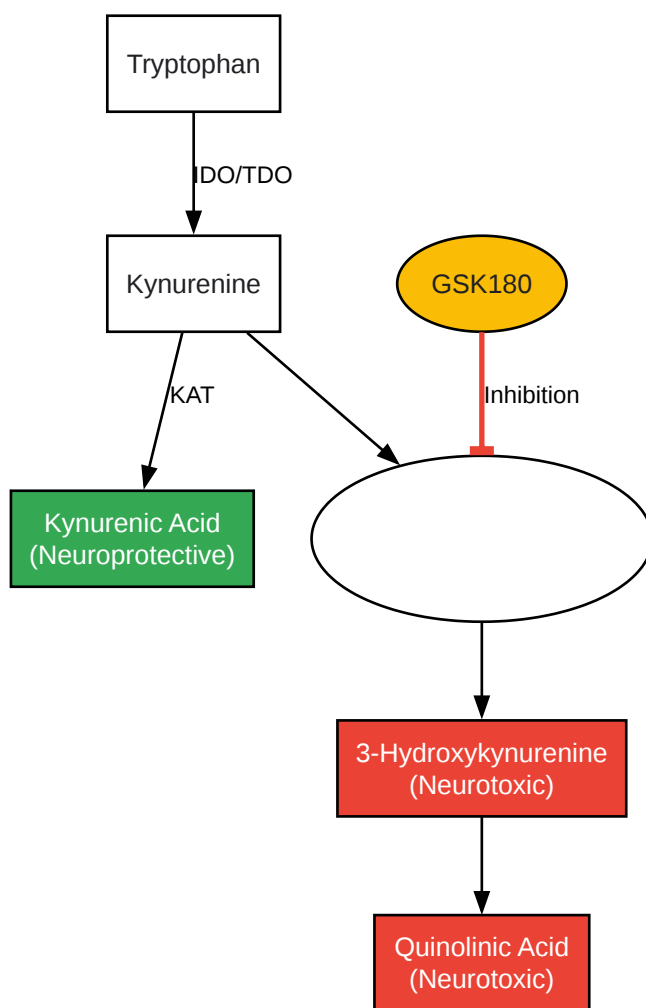 Tryptophan
IDO/TDO
Kynurenine
GSK180
KAT
Inhibition
Kynurenic Acid
(Neuroprotective)
3-Hydroxykynurenine
(Neurotoxic)
Quinolinic Acid
(Neurotoxic)